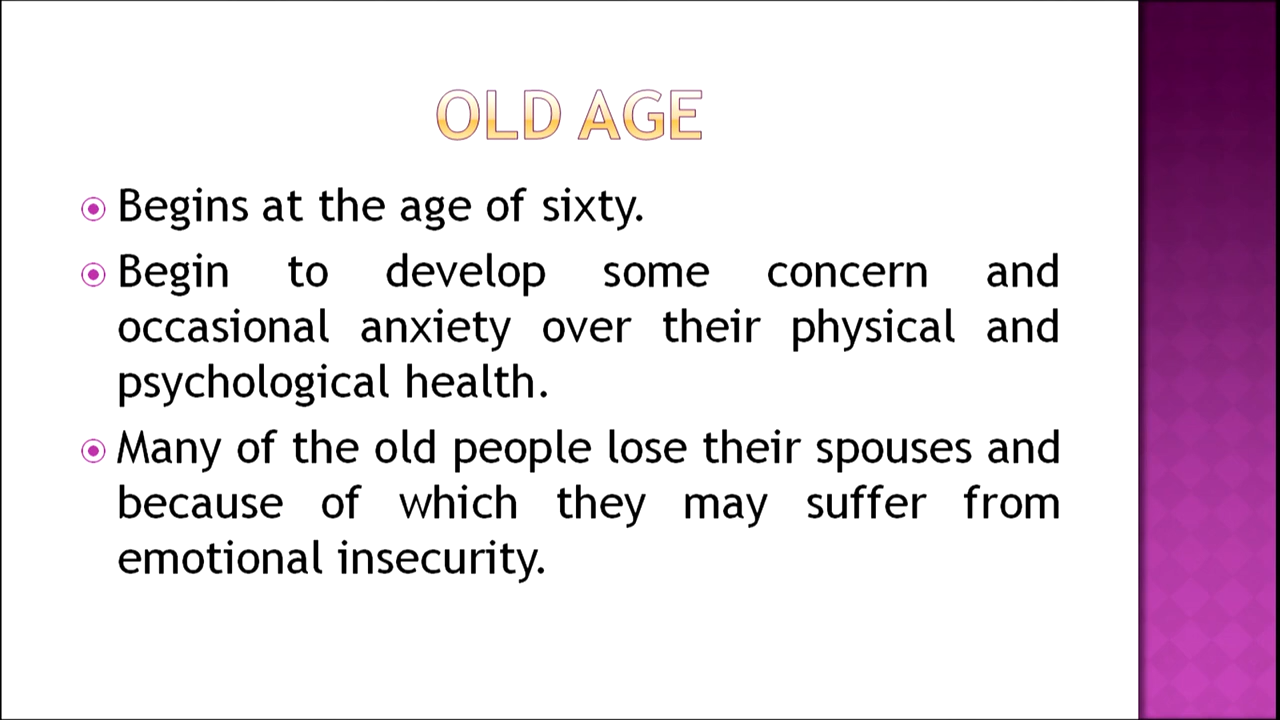 OLD AGE
Begins at the age of sixty.
Begin to develop some concern and
occasional anxiety over their physical and
psychological health.
Many of the old people lose their spouses and
because of which they may suffer from
emotional insecurity.